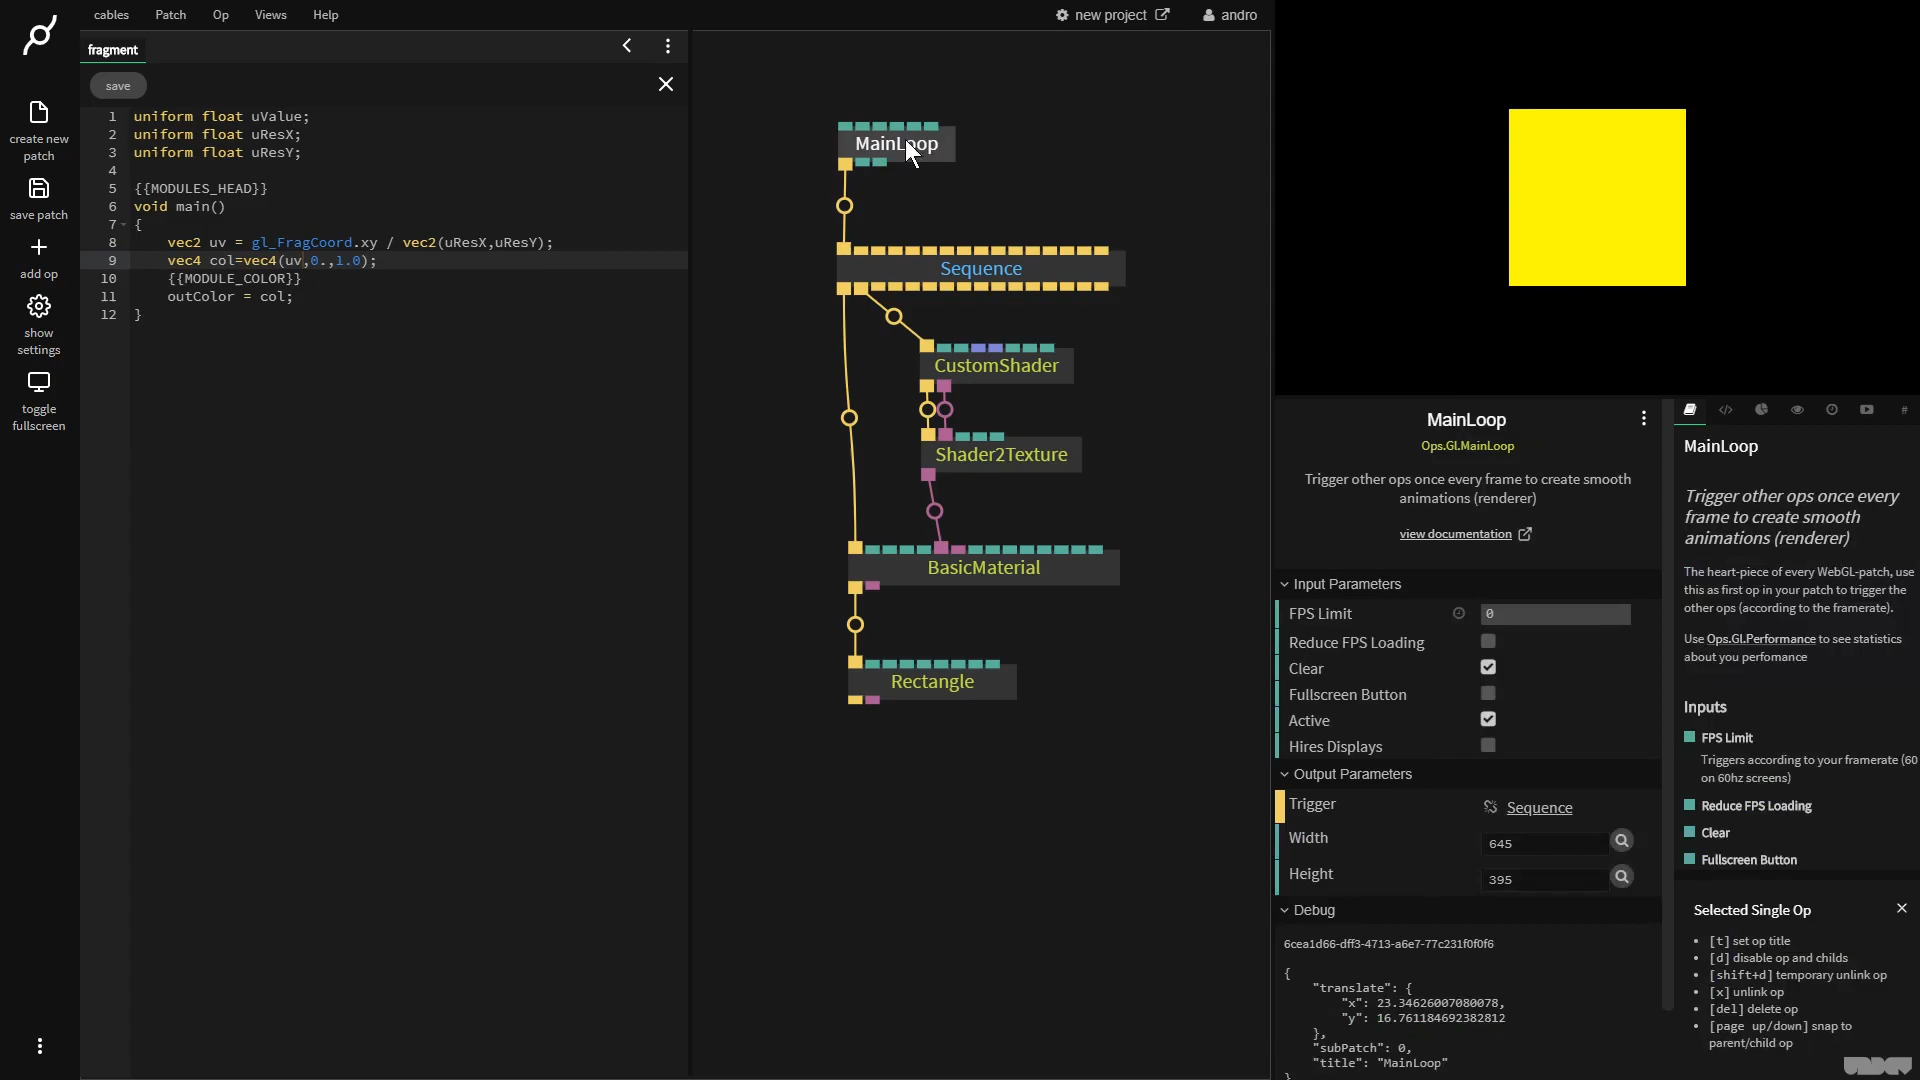 cables
Patch
Op
Views
Help
new project
andro
fragment
save
create new
patch
save patch
add op
show
settings
toggle
fullscreen
1 uniform float uValue;
2 uniform float uResX;
3 uniform float uResY;
4
5 {{MODULES_HEAD}}
6 void main()
7 {
8 vec2 uv = gl_FragCoord.xy / vec2(uResX,uResY);
9 vec4 col=vec4(uv,0.,1.0);
10 {{MODULE_COLOR}}
11 outColor = col;
12 }
MainLoop
Sequence
CustomShader
Shader2Texture
BasicMaterial
Rectangle
MainLoop
Ops.Gl.MainLoop
Trigger other ops once every frame to create smooth
animations (renderer)
view documentation
Input Parameters
FPS Limit 0
Reduce FPS Loading
Clear
Fullscreen Button
Active
Hires Displays
Output Parameters
Trigger Sequence
Width 645
Height 395
Debug
6cea1d66-dff3-4713-a6e7-77c231f0f0f6
{
"translate": {
"x": 23.34626007080078,
"y": 16.761184692382812
},
"subPatch": 0,
"title": "MainLoop"
}
#
MainLoop
Trigger other ops once every
frame to create smooth
animations (renderer)
The heart-piece of every WebGL-patch, use
this as first op in your patch to trigger the
other ops (according to the framerate).
Use Ops.Gl.Performance to see statistics
about you perfomance
Inputs
FPS Limit
Triggers according to your framerate (60
on 60hz screens)
Reduce FPS Loading
Clear
Fullscreen Button
Selected Single Op
[t] set op title
[d] disable op and childs
[shift+d] temporary unlink op
[x] unlink op
[del] delete op
[page up/down] snap to
parent/child op